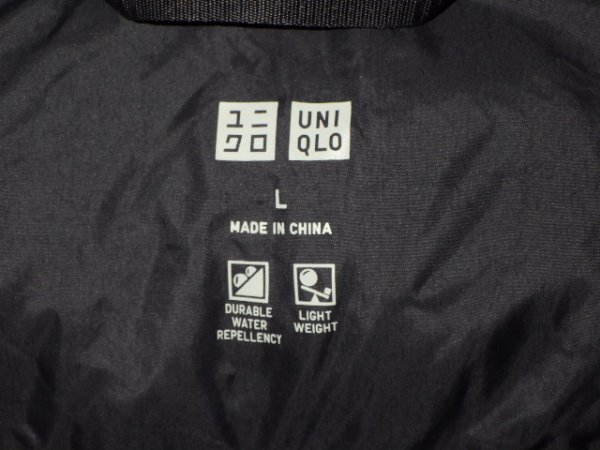 ユニ UNI
クロ QLO
L
MADE IN CHINA
DURABLE LIGHT
WATER WEIGHT
REPELLENCY